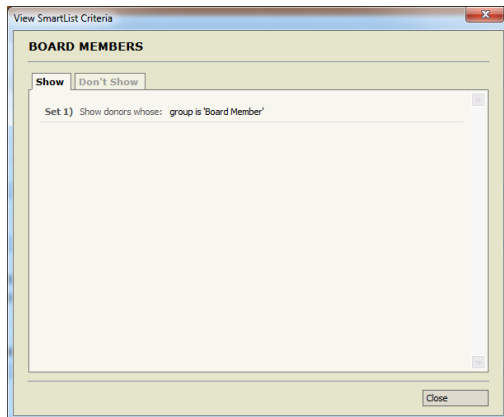 View SmartList Criteria
BOARD MEMBERS
Show Don't Show
Set 1) Show donors whose: group is 'Board Member'
Close